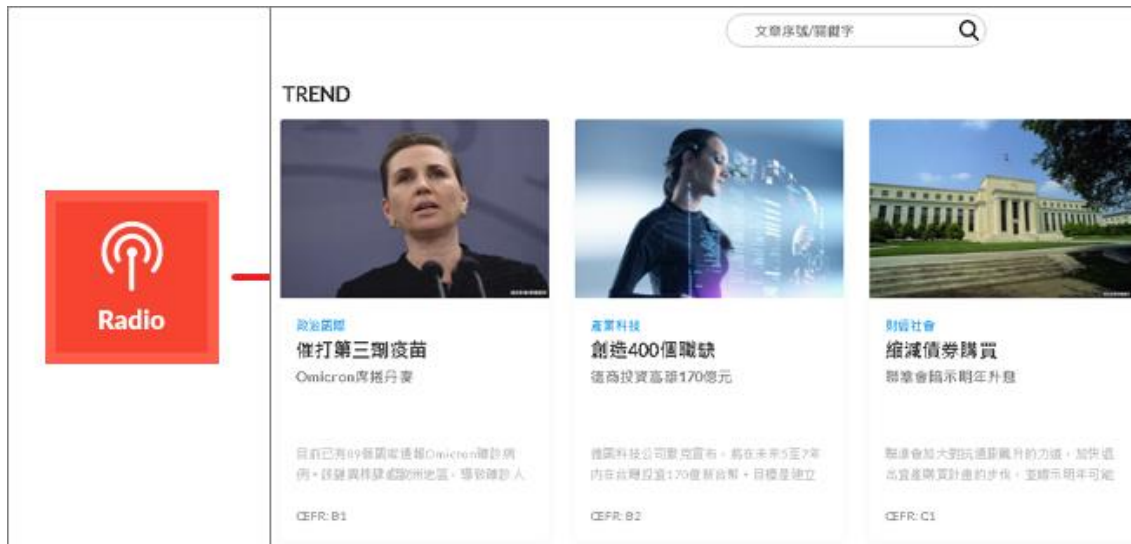 文章序號/關鍵字
TREND
Radio
政治國際
催打第三劑疫苗
Omicron席捲丹麥
目前已有89個國家通報Omicron確診病
例。該變異株肆虐歐洲地區，導致確診人
CEFR: B1
產業科技
創造400個職缺
德商投資高雄170億元
德國科技公司默克宣布，將在未來5至7年
內在台灣投資170億新台幣。目標是建立
CEFR: B2
財經社會
縮減債券購買
聯準會暗示明年升息
聯準會加大對抗通膨飆升的力道，加快退
出資產購買計畫的步伐，並暗示明年可能
CEFR: C1